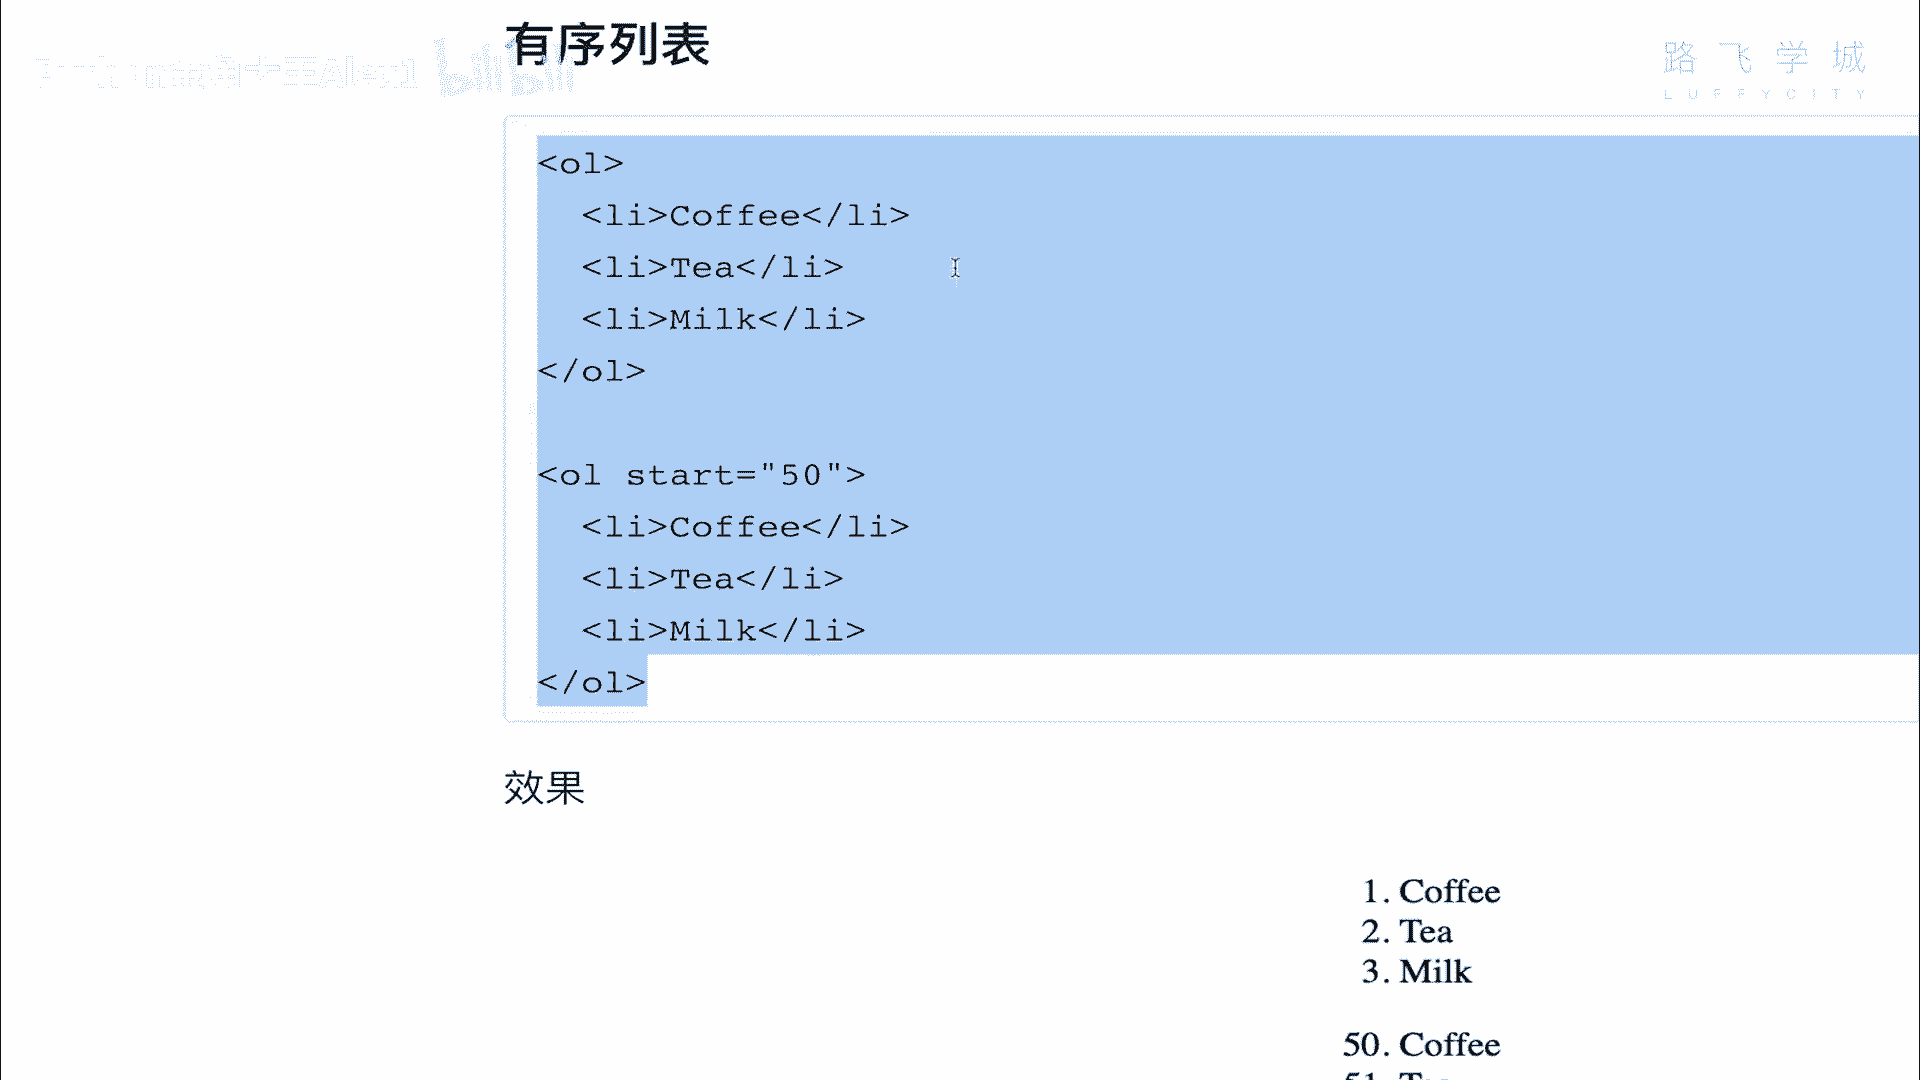 有序列表
路飞学城
LUFFYCITY
bilibili
<ol>
  <li>Coffee</li>
  <li>Tea</li>
  <li>Milk</li>
</ol>
<ol start="50">
  <li>Coffee</li>
  <li>Tea</li>
  <li>Milk</li>
</ol>
效果
1. Coffee
2. Tea
3. Milk
50. Coffee